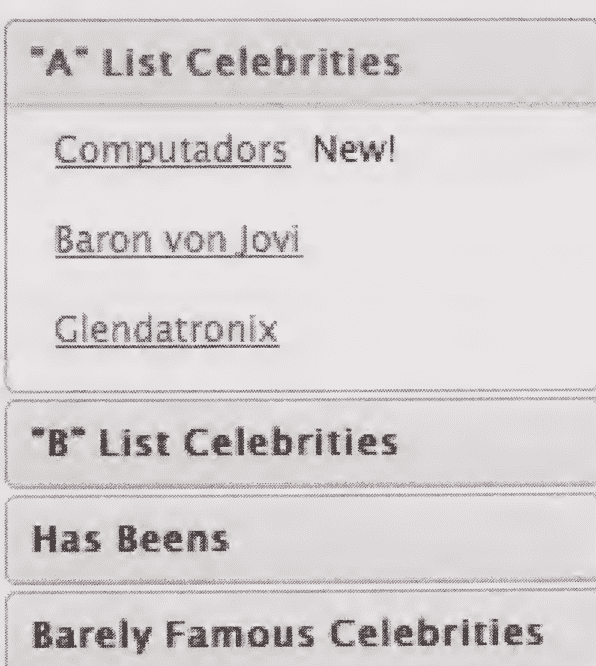 "A" List Celebrities
Computadors New!
Baron von Jovi
Glendatronix
"B" List Celebrities
Has Beens
Barely Famous Celebrities